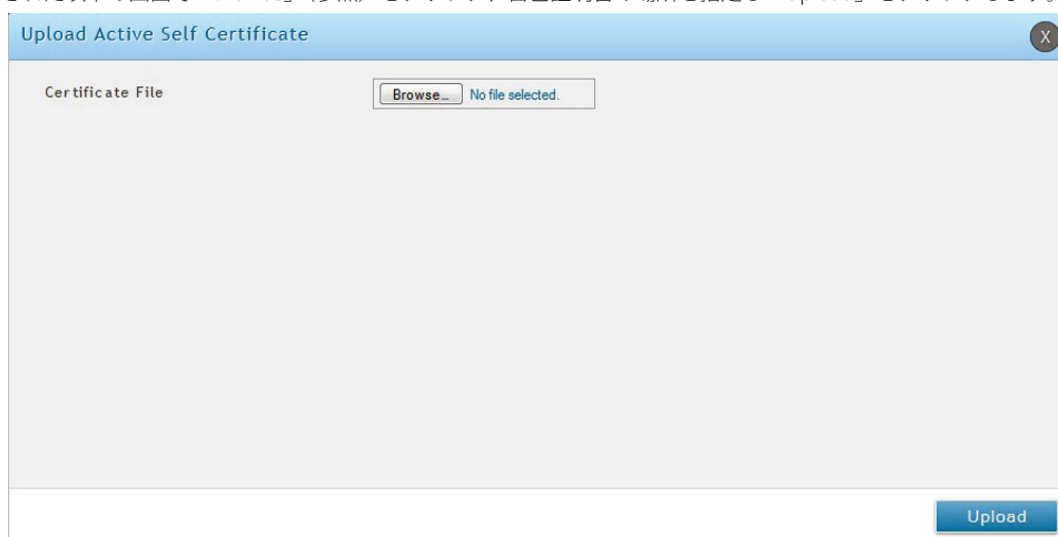 Upload Active Self Certificate
X
Certificate File
Browse... No file selected.
Upload